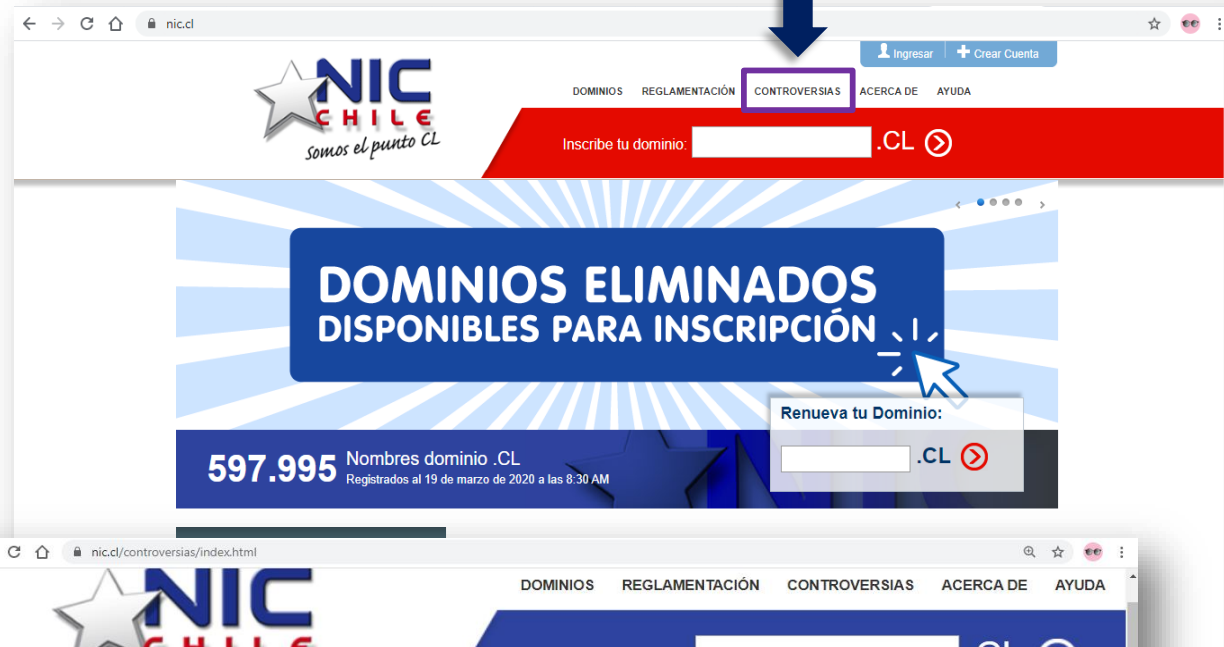 nic.cl
Ingresar
Crear Cuenta
NIC
CHILE
Somos el punto CL
DOMINIOS REGLAMENTACIÓN CONTROVERSIAS ACERCA DE AYUDA
Inscribe tu dominio: .CL
DOMINIOS ELIMINADOS
DISPONIBLES PARA INSCRIPCIÓN
Renueva tu Dominio:
.CL
597.995 Nombres dominio .CL
Registrados al 19 de marzo de 2020 a las 8:30 AM
nic.cl/controversias/index.html
NIC
CHILE
DOMINIOS REGLAMENTACIÓN CONTROVERSIAS ACERCA DE AYUDA
.CL